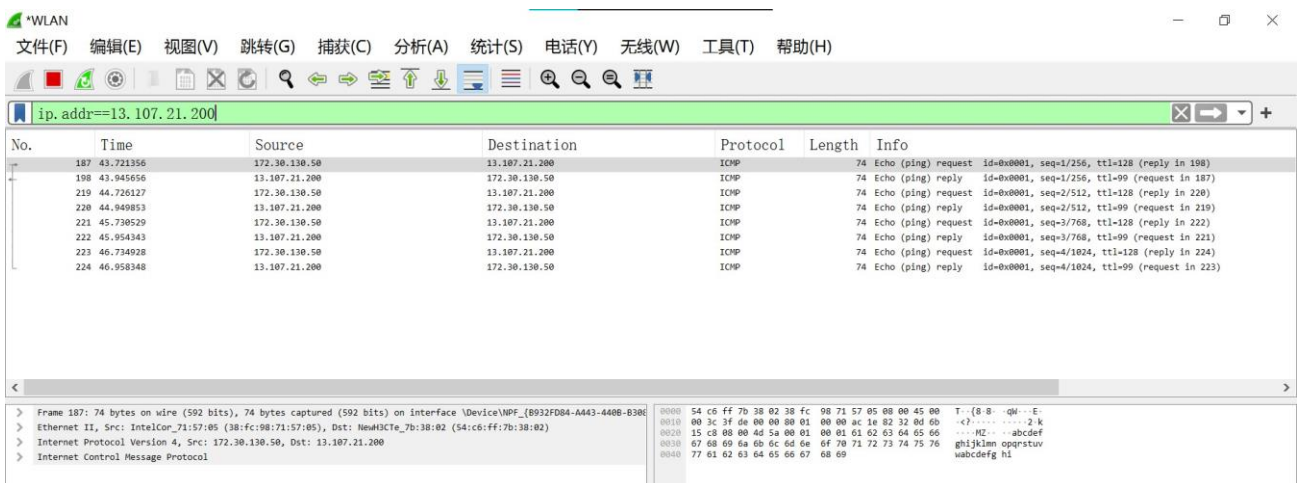 *WLAN
文件(F) 编辑(E) 视图(V) 跳转(G) 捕获(C) 分析(A) 统计(S) 电话(Y) 无线(W) 工具(T) 帮助(H)
ip.addr==13.107.21.200
No. Time Source Destination Protocol Length Info
187 43.721356 172.30.130.50 13.107.21.200 ICMP 74 Echo (ping) request id=0x0001, seq=1/256, ttl=128 (reply in 198)
198 43.945656 13.107.21.200 172.30.130.50 ICMP 74 Echo (ping) reply id=0x0001, seq=1/256, ttl=99 (request in 187)
219 44.726127 172.30.130.50 13.107.21.200 ICMP 74 Echo (ping) request id=0x0001, seq=2/512, ttl=128 (reply in 220)
220 44.949853 13.107.21.200 172.30.130.50 ICMP 74 Echo (ping) reply id=0x0001, seq=2/512, ttl=99 (request in 219)
221 45.730529 172.30.130.50 13.107.21.200 ICMP 74 Echo (ping) request id=0x0001, seq=3/768, ttl=128 (reply in 222)
222 45.954343 13.107.21.200 172.30.130.50 ICMP 74 Echo (ping) reply id=0x0001, seq=3/768, ttl=99 (request in 221)
223 46.734928 172.30.130.50 13.107.21.200 ICMP 74 Echo (ping) request id=0x0001, seq=4/1024, ttl=128 (reply in 224)
224 46.958348 13.107.21.200 172.30.130.50 ICMP 74 Echo (ping) reply id=0x0001, seq=4/1024, ttl=99 (request in 223)
Frame 187: 74 bytes on wire (592 bits), 74 bytes captured (592 bits) on interface \Device\NPF_{B932FD84-A443-440B-B308
Ethernet II, Src: IntelCor_71:57:05 (38:fc:98:71:57:05), Dst: NewH3CTe_7b:38:02 (54:c6:ff:7b:38:02)
Internet Protocol Version 4, Src: 172.30.130.50, Dst: 13.107.21.200
Internet Control Message Protocol
0000 54 c6 ff 7b 38 02 38 fc 98 71 57 05 08 00 45 00 T··{8·8· ·qW···E·
0010 00 3c 3f de 00 00 80 01 00 00 ac 1e 82 32 0d 6b ·<?····· ·····2·k
0020 15 c8 08 00 4d 5a 00 01 00 01 61 62 63 64 65 66 ····MZ·· ··abcdef
0030 67 68 69 6a 6b 6c 6d 6e 6f 70 71 72 73 74 75 76 ghijklmn opqrstuv
0040 77 61 62 63 64 65 66 67 68 69 wabcdefg hi